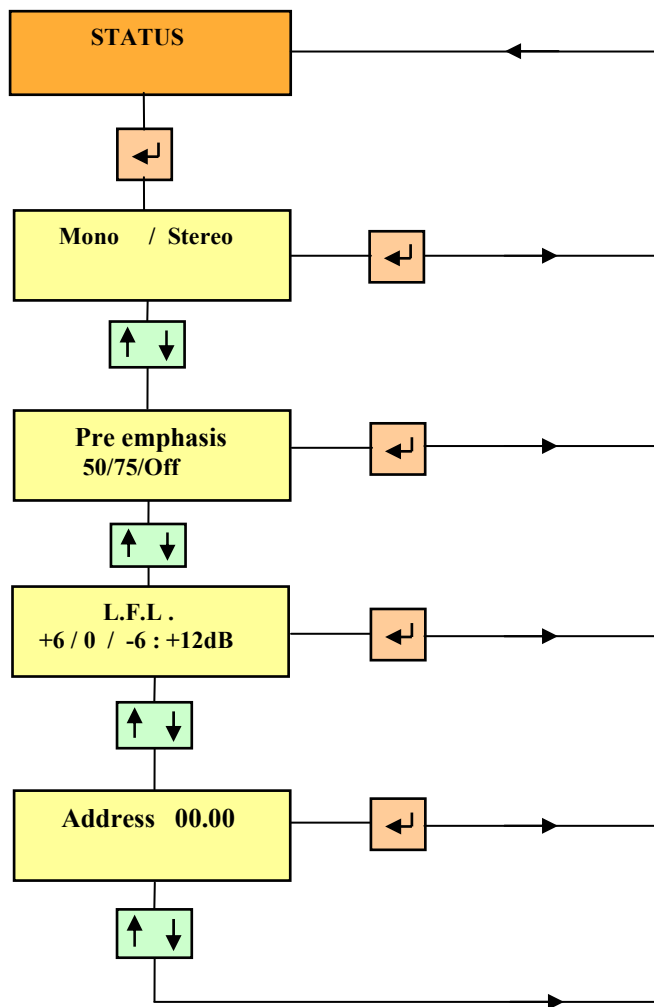 STATUS
Mono / Stereo
Pre emphasis
50/75/Off
L.F.L .
+6 / 0 / -6 : +12dB
Address 00.00